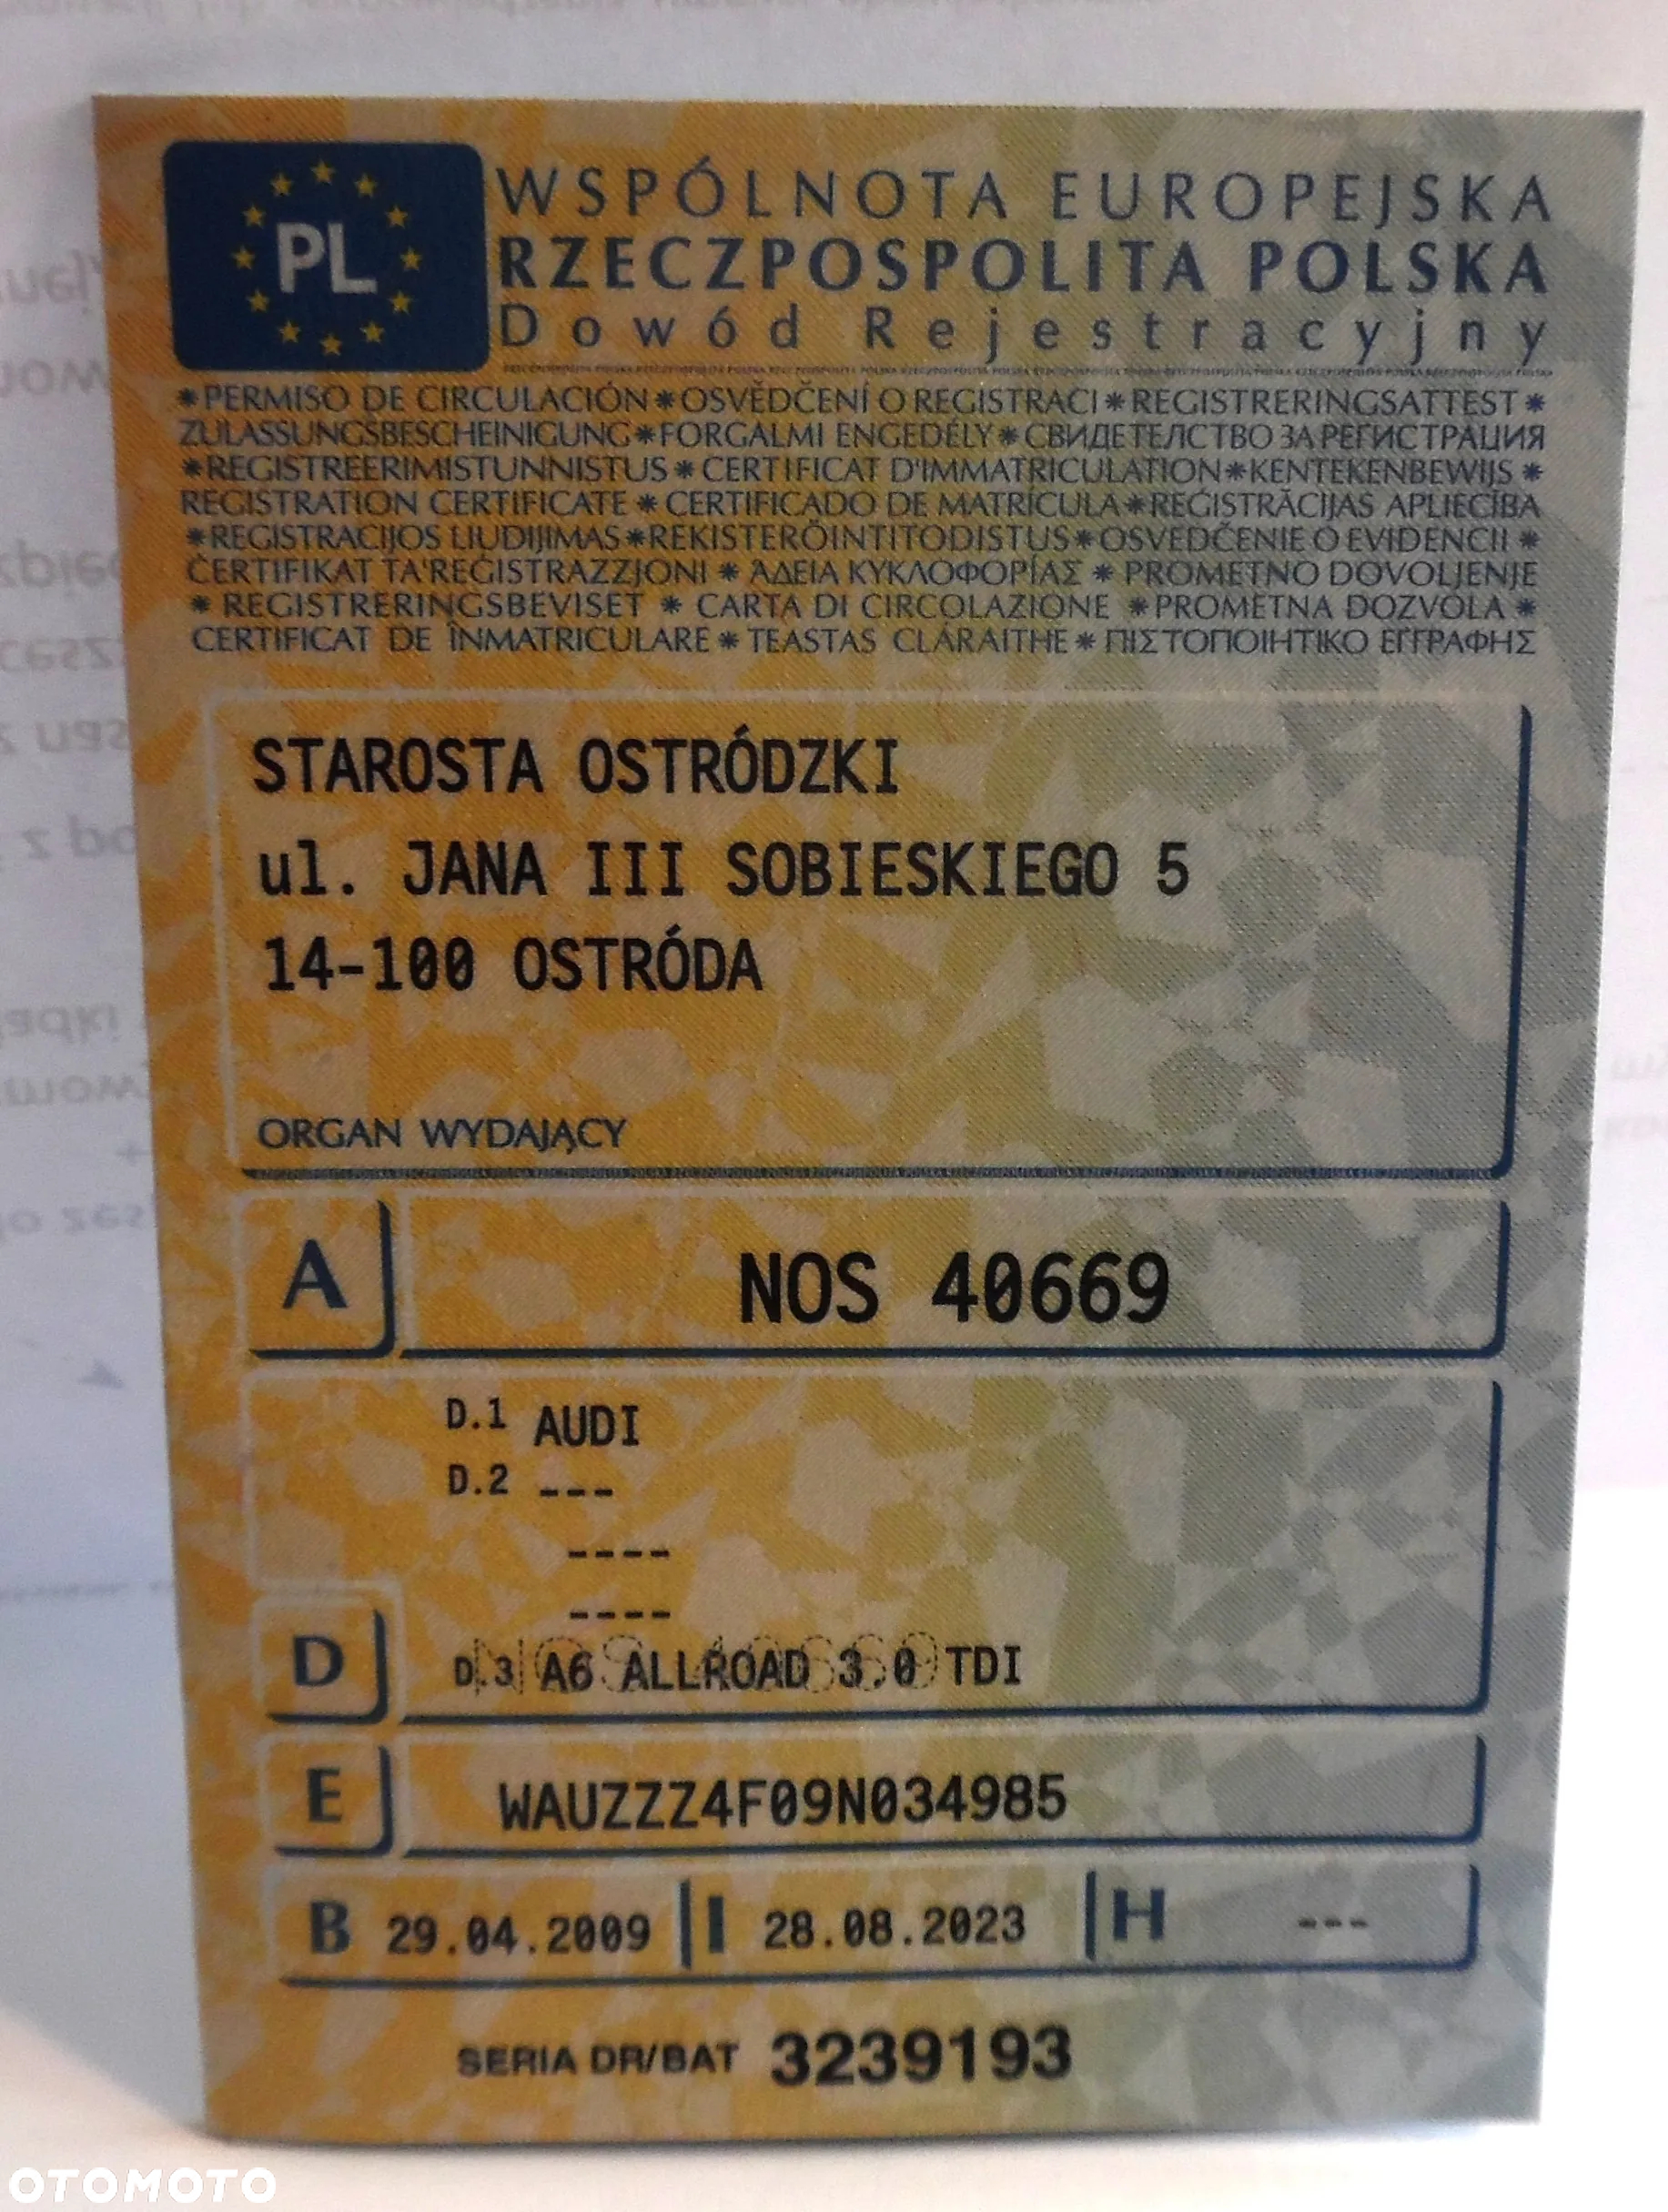 PL
WSPÓLNOTA EUROPEJSKA
RZECZPOSPOLITA POLSKA
Dowód Rejestracyjny
*PERMISO DE CIRCULACIÓN*OSVĚDČENÍ O REGISTRACI*REGISTRERINGSATTEST*
ZULASSUNGSBESCHEINIGUNG*FORGALMI ENGEDÉLY*СВИДЕТЕЛСТВО ЗА РЕГИСТРАЦИЯ
*REGISTREERIMISTUNNISTUS*CERTIFICAT D'IMMATRICULATION*KENTEKENBEWIJS*
REGISTRATION CERTIFICATE*CERTIFICADO DE MATRÍCULA*REĢISTRĀCIJAS APLIECĪBA
*REGISTRACIJOS LIUDIJIMAS*REKISTERÖINTITODISTUS*OSVEDČENIE O EVIDENCII*
ĊERTIFIKAT TA'REĠISTRAZZJONI*ΆΔΕΙΑ ΚΥΚΛΟΦΟΡΊΑΣ*PROMETNO DOVOLJENJE
*REGISTRERINGSBEVISET*CARTA DI CIRCOLAZIONE*PROMETNA DOZVOLA*
CERTIFICAT DE ÎNMATRICULARE*TEASTAS CLÁRAITHE*ΠΙΣΤΟΠΟΙΗΤΙΚΟ ΕΓΓΡΑΦΗΣ
STAROSTA OSTRÓDZKI
ul. JANA III SOBIESKIEGO 5
14-100 OSTRÓDA
ORGAN WYDAJĄCY
A NOS 40669
D.1 AUDI
D.2 ---
----
----
D D.3 A6 ALLROAD 3.0 TDI
E WAUZZZ4F09N034985
B 29.04.2009 I 28.08.2023 H ---
SERIA DR/BAT 3239193
OTOMOTO